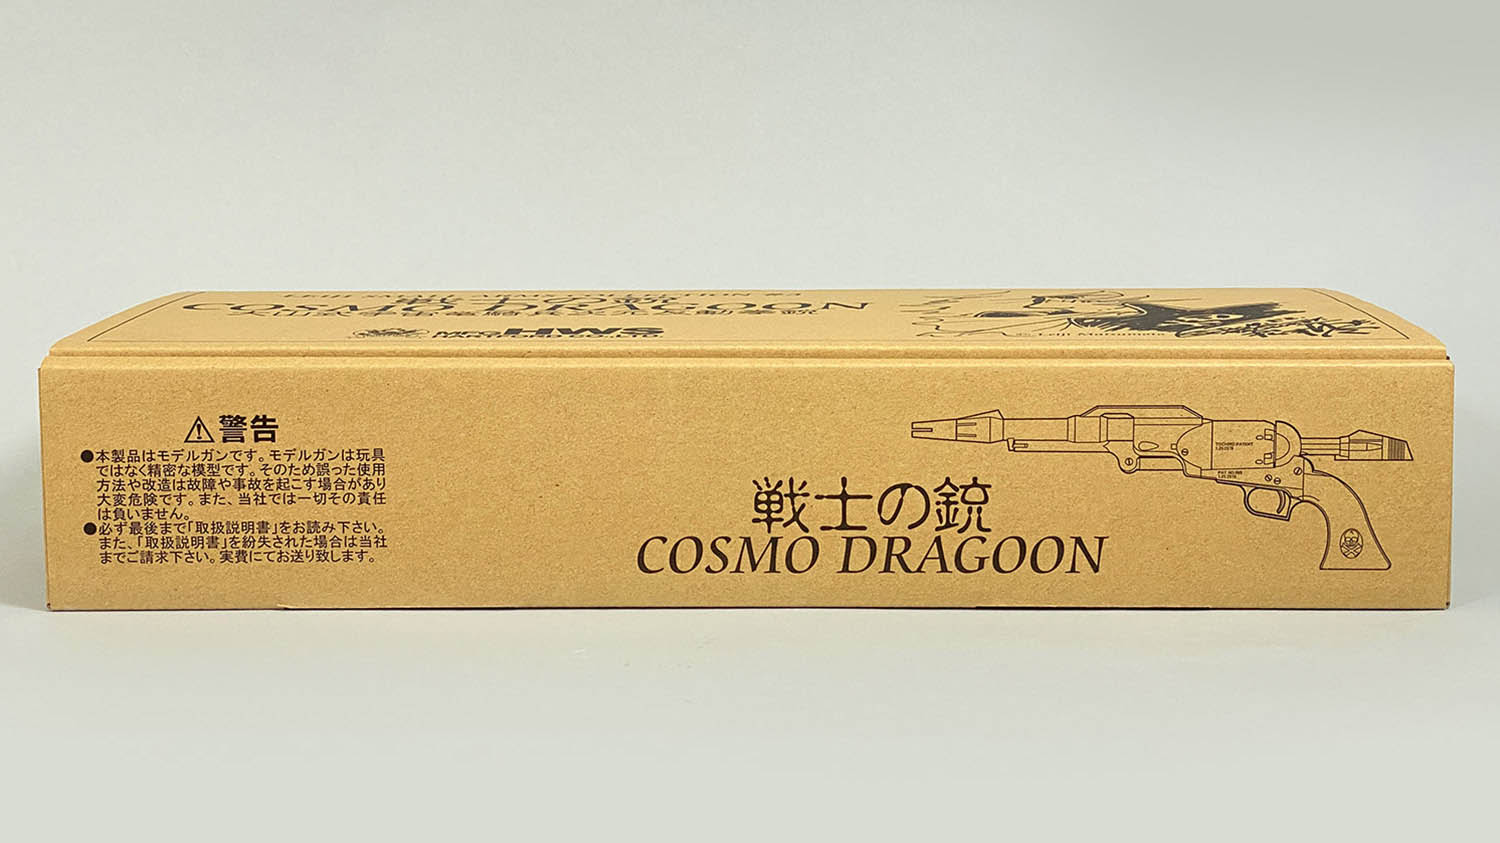 COSMO DRAGOON
MFG HWS
HARTFORD CO.,LTD.
警告
●本製品はモデルガンです。モデルガンは玩具
ではなく精密な模型です。そのため誤った使用
方法や改造は故障や事故を起こす場合があり
大変危険です。また、当社では一切その責任
は負いません。
●必ず最後まで「取扱説明書」をお読み下さい。
また、「取扱説明書」を紛失された場合は当社
までご請求下さい。実費にてお送り致します。
戦士の銃
COSMO DRAGOON